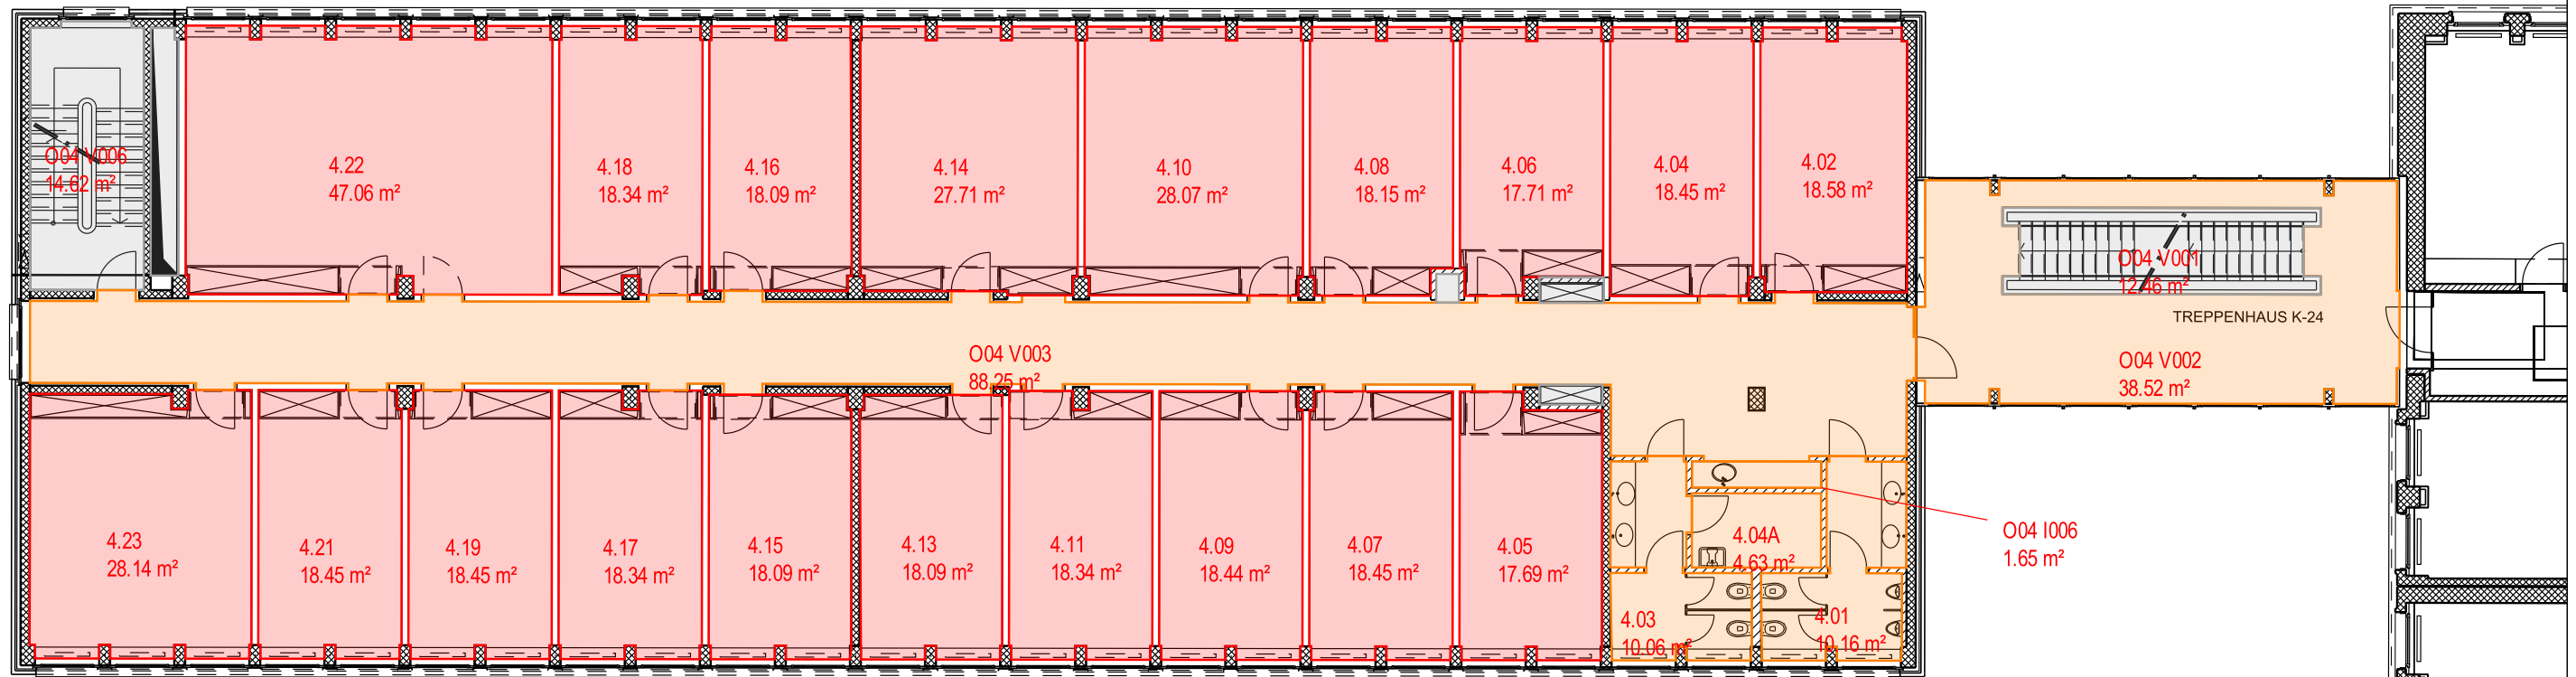 O04 V006
14.62 m²
4.22
47.06 m²
4.18
18.34 m²
4.16
18.09 m²
4.14
27.71 m²
4.10
28.07 m²
4.08
18.15 m²
4.06
17.71 m²
4.04
18.45 m²
4.02
18.58 m²
O04 V001
12.46 m²
TREPPENHAUS K-24
O04 V002
38.52 m²
O04 V003
88.25 m²
4.23
28.14 m²
4.21
18.45 m²
4.19
18.45 m²
4.17
18.34 m²
4.15
18.09 m²
4.13
18.09 m²
4.11
18.34 m²
4.09
18.44 m²
4.07
18.45 m²
4.05
17.69 m²
4.04A
4.63 m²
O04 I006
1.65 m²
4.03
10.06 m²
4.01
10.16 m²